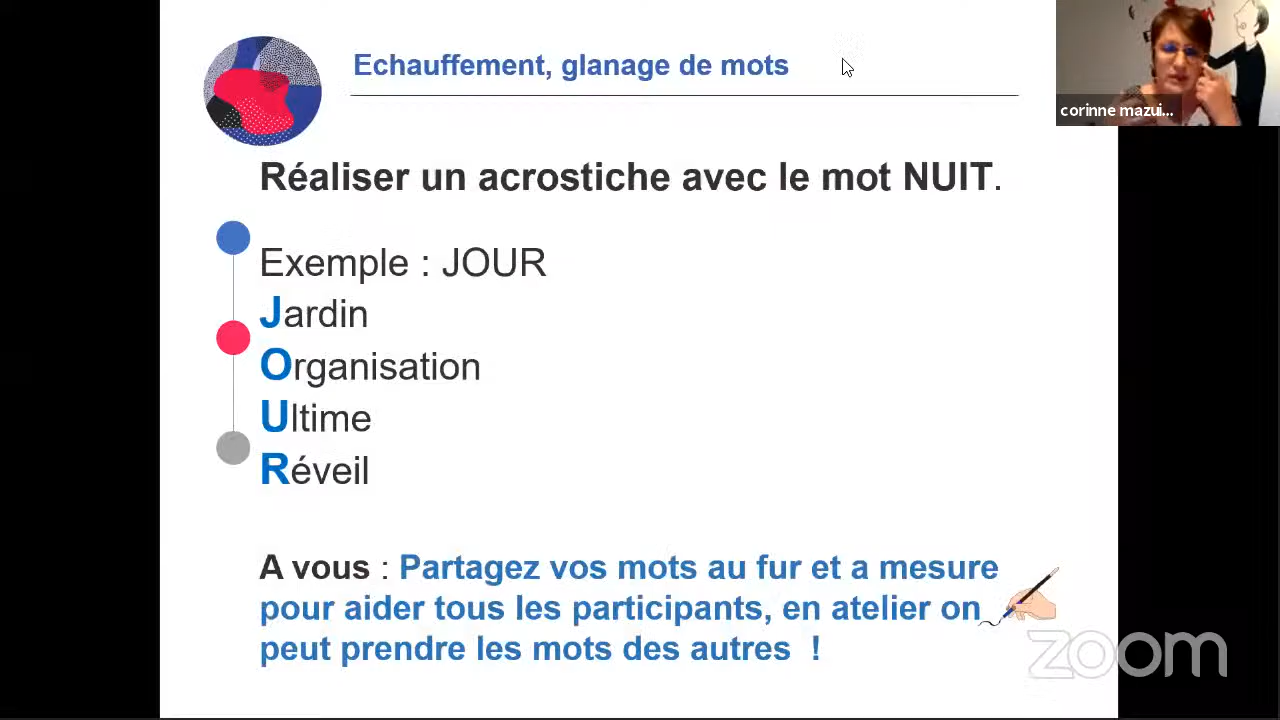 Echauffement, glanage de mots
corinne mazui...
Réaliser un acrostiche avec le mot NUIT.
Exemple : JOUR
Jardin
Organisation
Ultime
Réveil
A vous : Partagez vos mots au fur et a mesure
pour aider tous les participants, en atelier on
peut prendre les mots des autres !
zoom